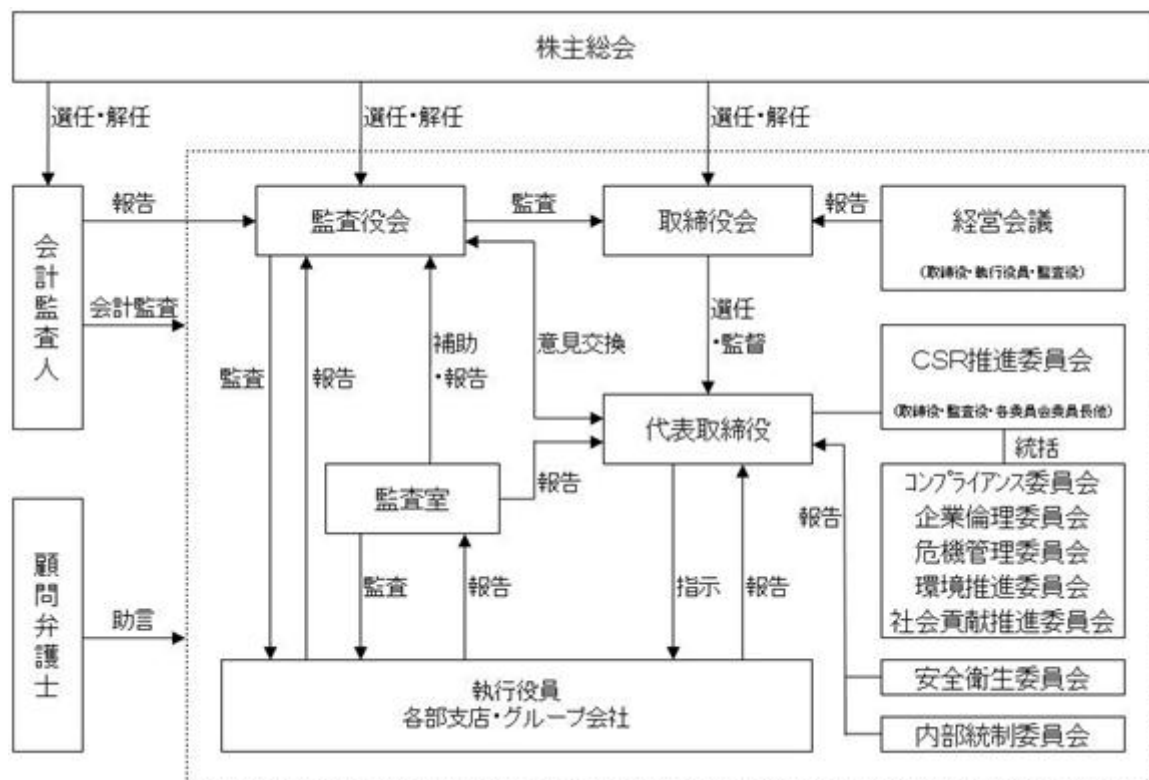 株主総会
選任・解任
選任・解任
選任・解任
会計監査人
報告
監査役会
監査
取締役会
報告
経営会議
(取締役・執行役員・監査役)
会計監査
選任
・監督
補助
・報告
意見交換
監査
報告
CSR推進委員会
(取締役・監査役・各委員会委員長他)
代表取締役
統括
監査室
報告
報告
コンプライアンス委員会
企業倫理委員会
危機管理委員会
環境推進委員会
社会貢献推進委員会
顧問弁護士
助言
監査
報告
指示
報告
執行役員
各部支店・グループ会社
安全衛生委員会
内部統制委員会